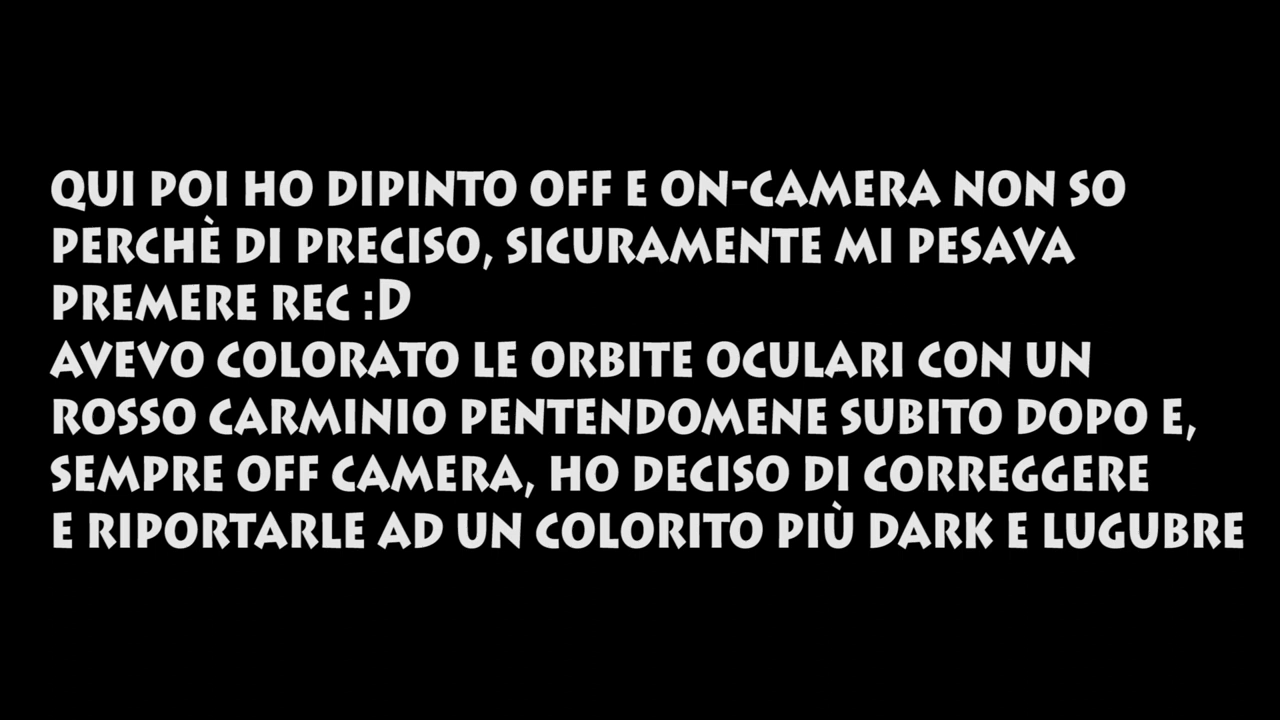 QUI POI HO DIPINTO OFF E ON-CAMERA NON SO
PERCHÈ DI PRECISO, SICURAMENTE MI PESAVA
PREMERE REC :D
AVEVO COLORATO LE ORBITE OCULARI CON UN
ROSSO CARMINIO PENTENDOMENE SUBITO DOPO E,
SEMPRE OFF CAMERA, HO DECISO DI CORREGGERE
E RIPORTARLE AD UN COLORITO PIÙ DARK E LUGUBRE